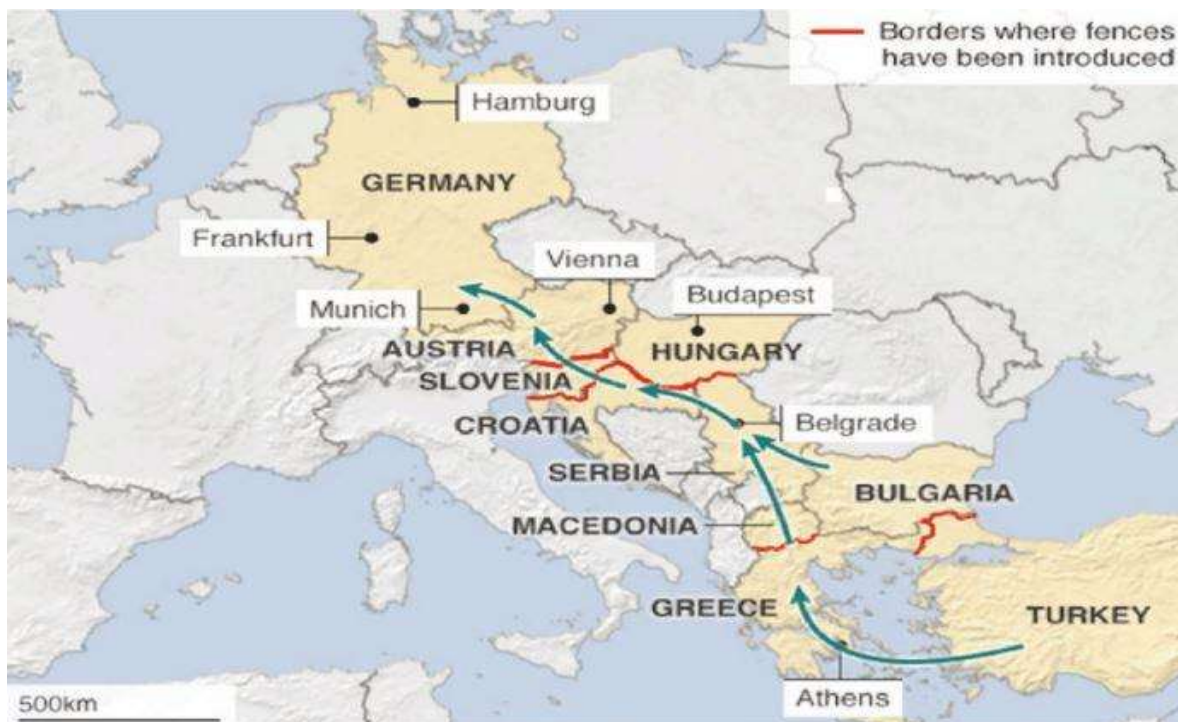 Borders where fences
have been introduced
Hamburg
GERMANY
Frankfurt
Vienna
Munich
Budapest
AUSTRIA
HUNGARY
SLOVENIA
CROATIA
Belgrade
SERBIA
BULGARIA
MACEDONIA
GREECE
TURKEY
Athens
500km